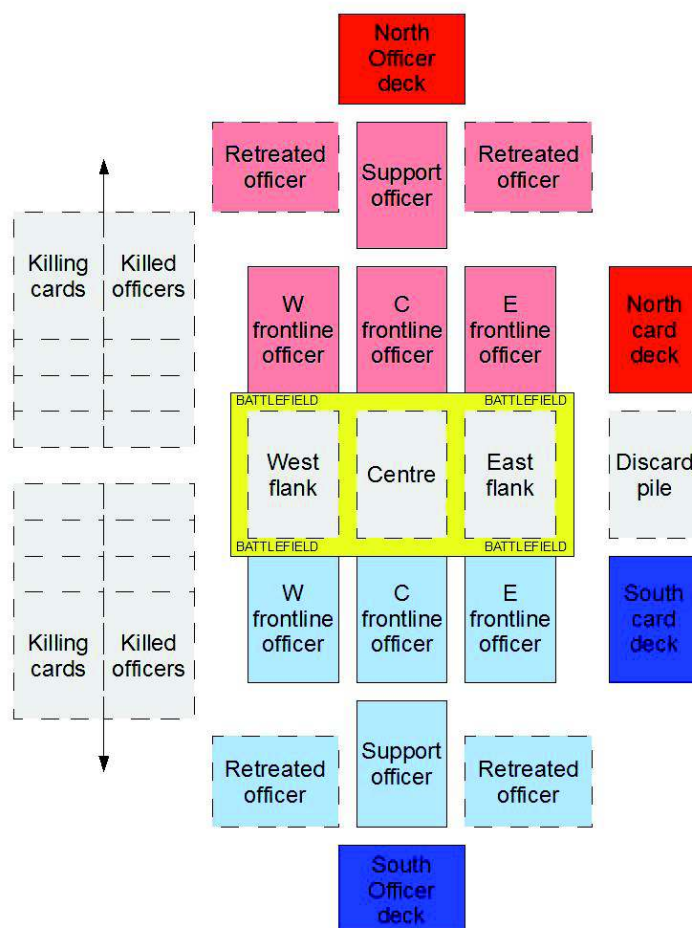 North
Officer
deck
Retreated
officer
Support
officer
Retreated
officer
Killing
cards
Killed
officers
W
frontline
officer
C
frontline
officer
E
frontline
officer
North
card
deck
BATTLEFIELD
BATTLEFIELD
West
flank
Centre
East
flank
Discard
pile
BATTLEFIELD
BATTLEFIELD
W
frontline
officer
C
frontline
officer
E
frontline
officer
South
card
deck
Killing
cards
Killed
officers
Retreated
officer
Support
officer
Retreated
officer
South
Officer
deck